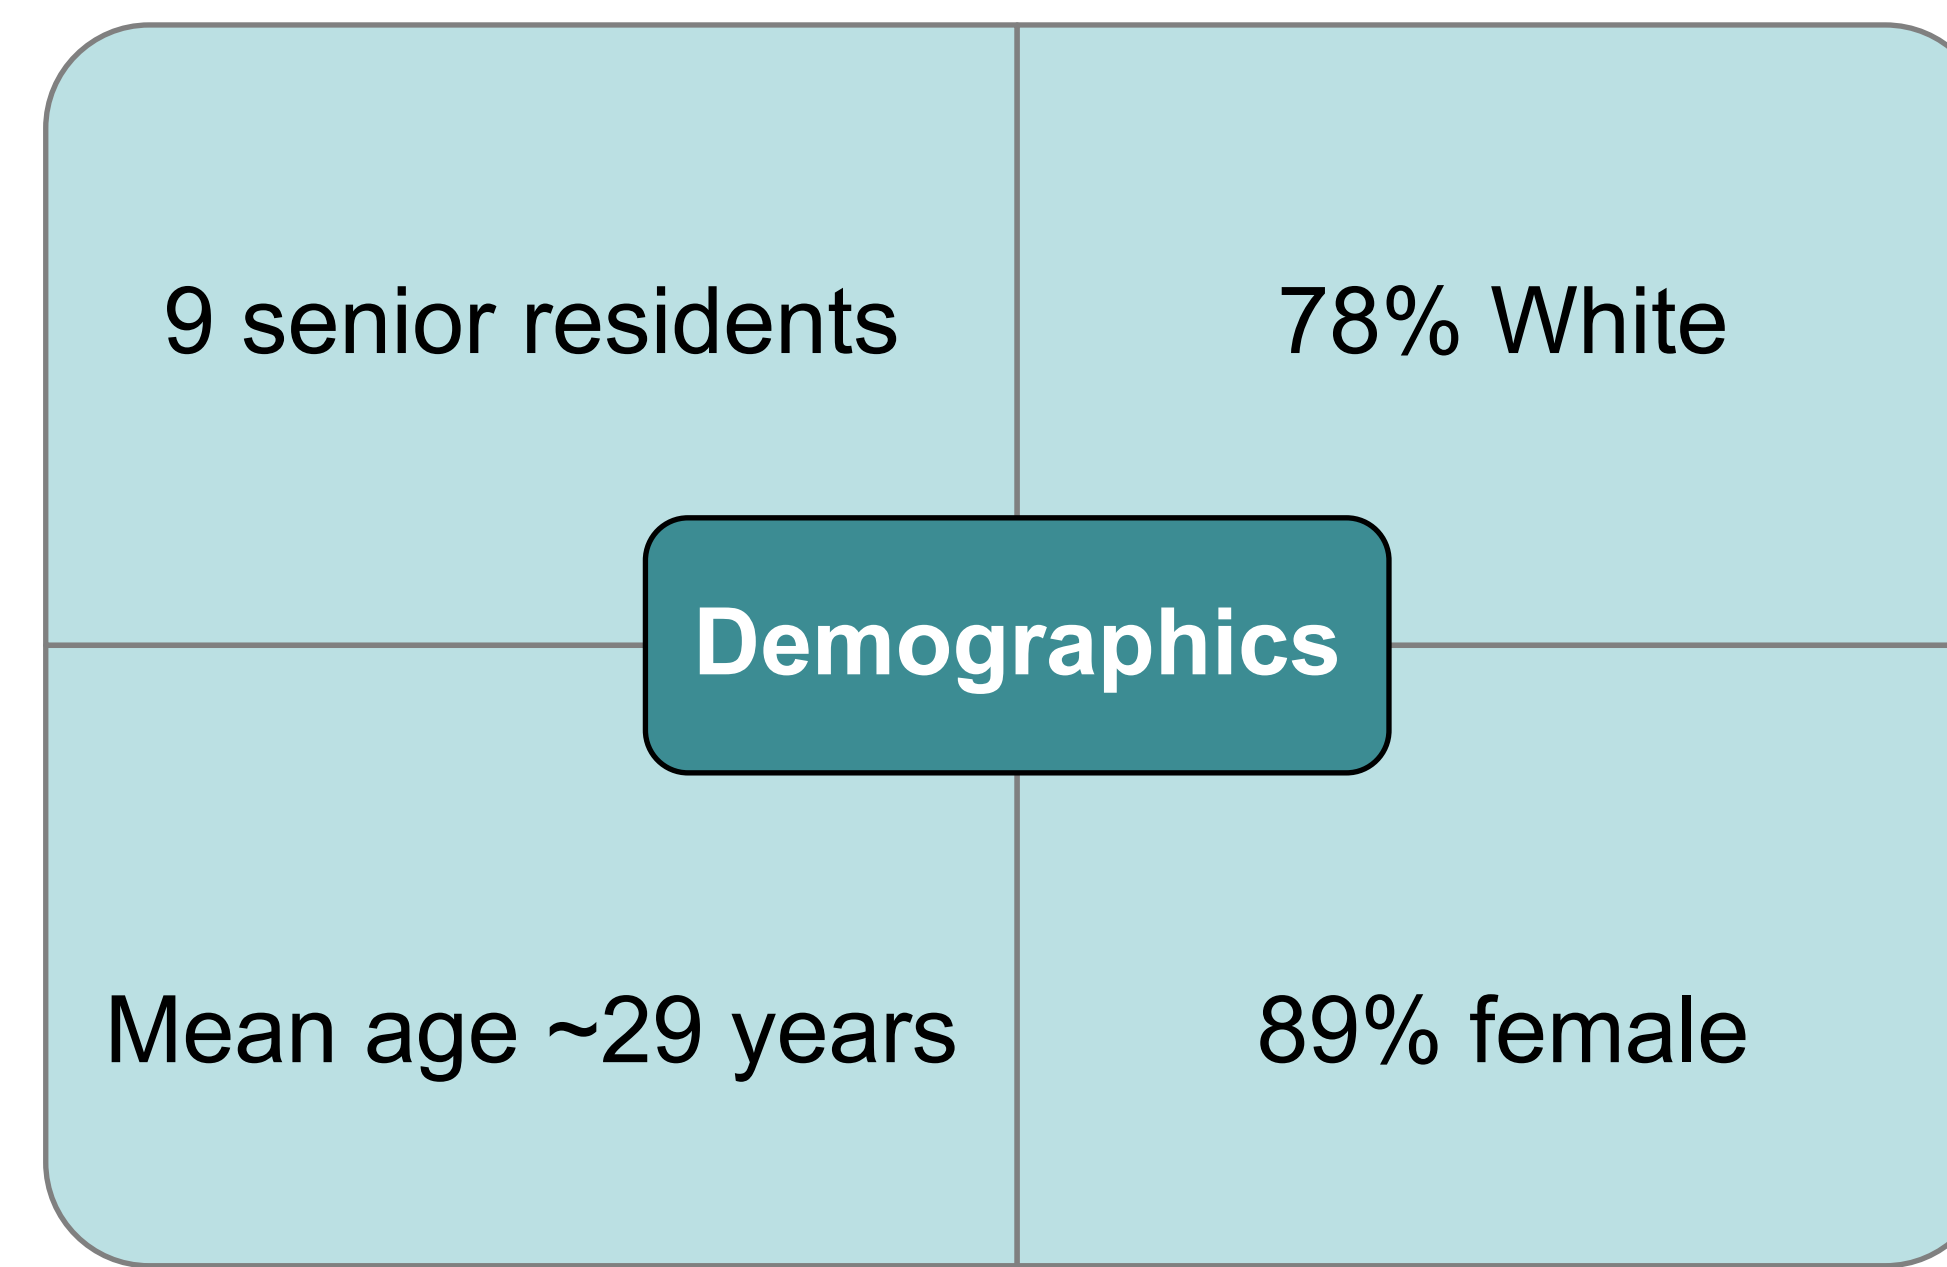 9 senior residents
78% White
Demographics
Mean age ~29 years
89% female